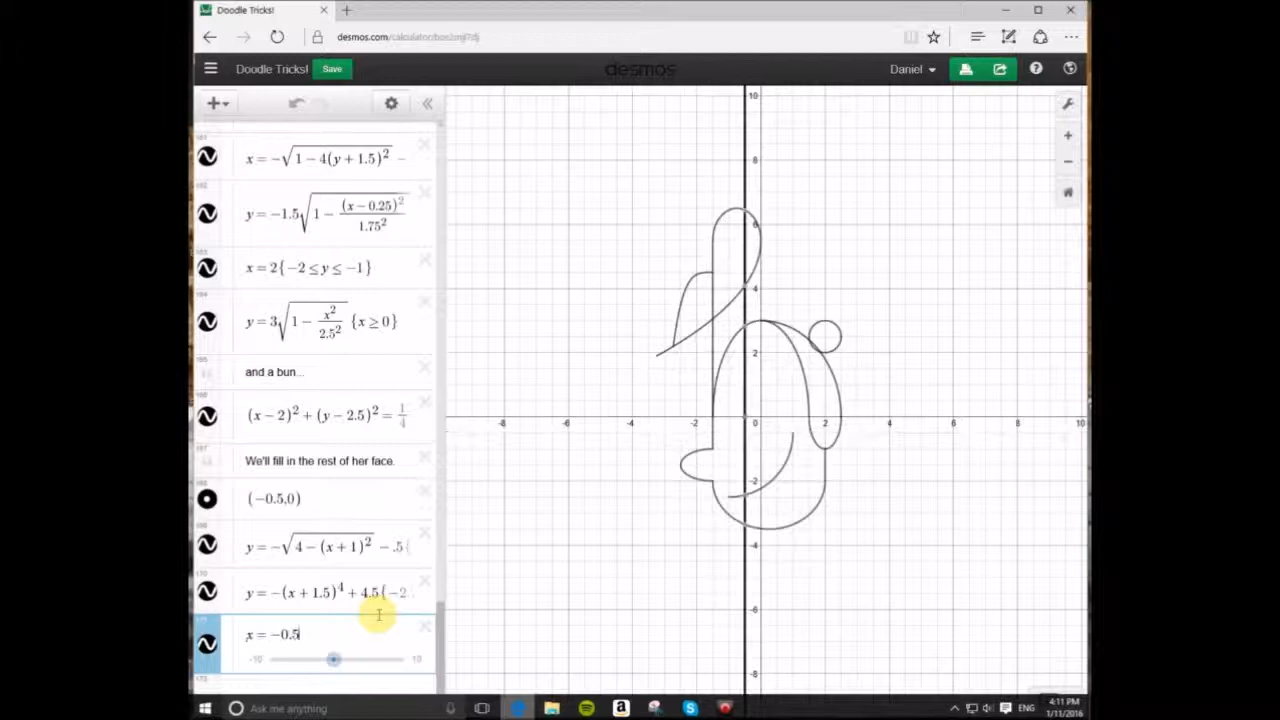 Doodle Tricks!
desmos.com/calculator/
Doodle Tricks! Save desmos Daniel
x = −√(1 − 4(y + 1.5)²) −
y = −1.5√(1 − (x − 0.25)²/1.75²)
x = 2{−2 ≤ y ≤ −1}
y = 3√(1 − x²/2.5²) {x ≥ 0}
and a bun...
(x − 2)² + (y − 2.5)² = 1/4
We'll fill in the rest of her face.
(−0.5,0)
y = −√(4 − (x + 1)²) − .5{
170
y = −(x + 1.5)⁴ + 4.5{−2
x = −0.5
-10 10
10
8
6
4
2
-8 -6 -4 -2 0 2 4 6 8 10
-2
-4
-6
-8
Ask me anything
a
ENG
4:11 PM
1/11/2016